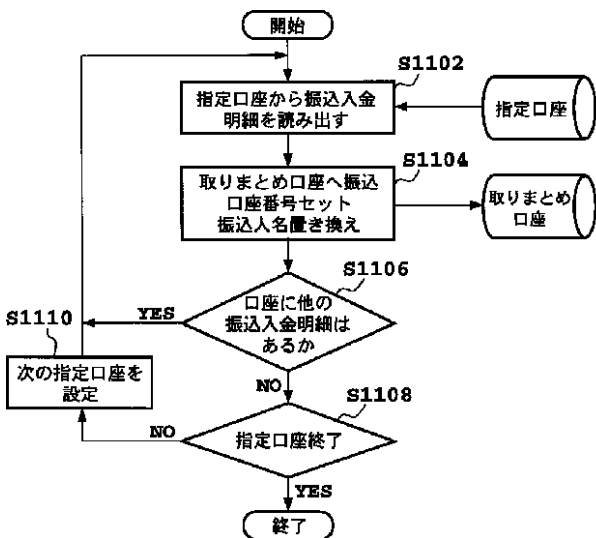 開始
S1102
指定口座から振込入金
明細を読み出す
指定口座
S1104
取りまとめ口座へ振込
口座番号セット
振込人名置き換え
取りまとめ
口座
S1106
口座に他の
振込入金明細は
あるか
YES
S1110
次の指定口座を
設定
NO
S1108
指定口座終了
NO
YES
終了